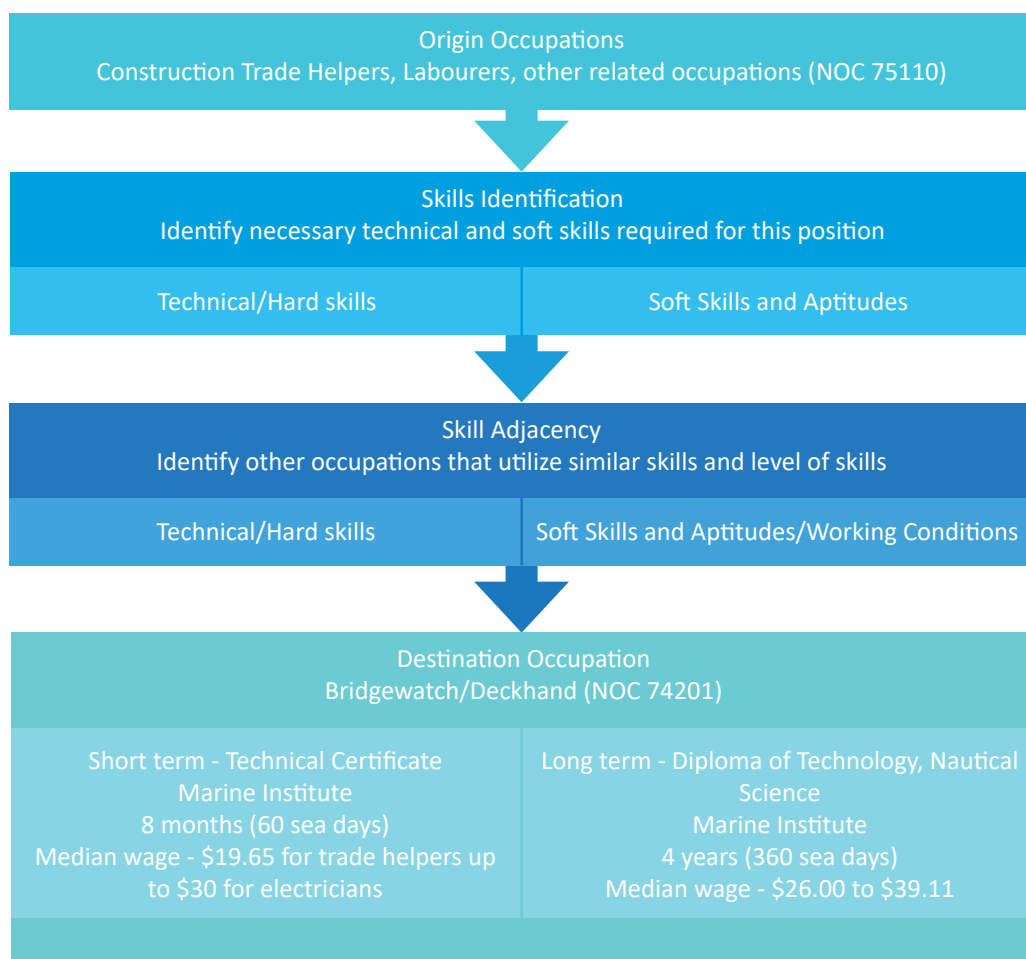 Origin Occupations
Construction Trade Helpers, Labourers, other related occupations (NOC 75110)
Skills Identification
Identify necessary technical and soft skills required for this position
Technical/Hard skills
Soft Skills and Aptitudes
Skill Adjacency
Identify other occupations that utilize similar skills and level of skills
Technical/Hard skills
Soft Skills and Aptitudes/Working Conditions
Destination Occupation
Bridgewatch/Deckhand (NOC 74201)
Short term - Technical Certificate
Marine Institute
8 months (60 sea days)
Median wage - $19.65 for trade helpers up
to $30 for electricians
Long term - Diploma of Technology, Nautical
Science
Marine Institute
4 years (360 sea days)
Median wage - $26.00 to $39.11